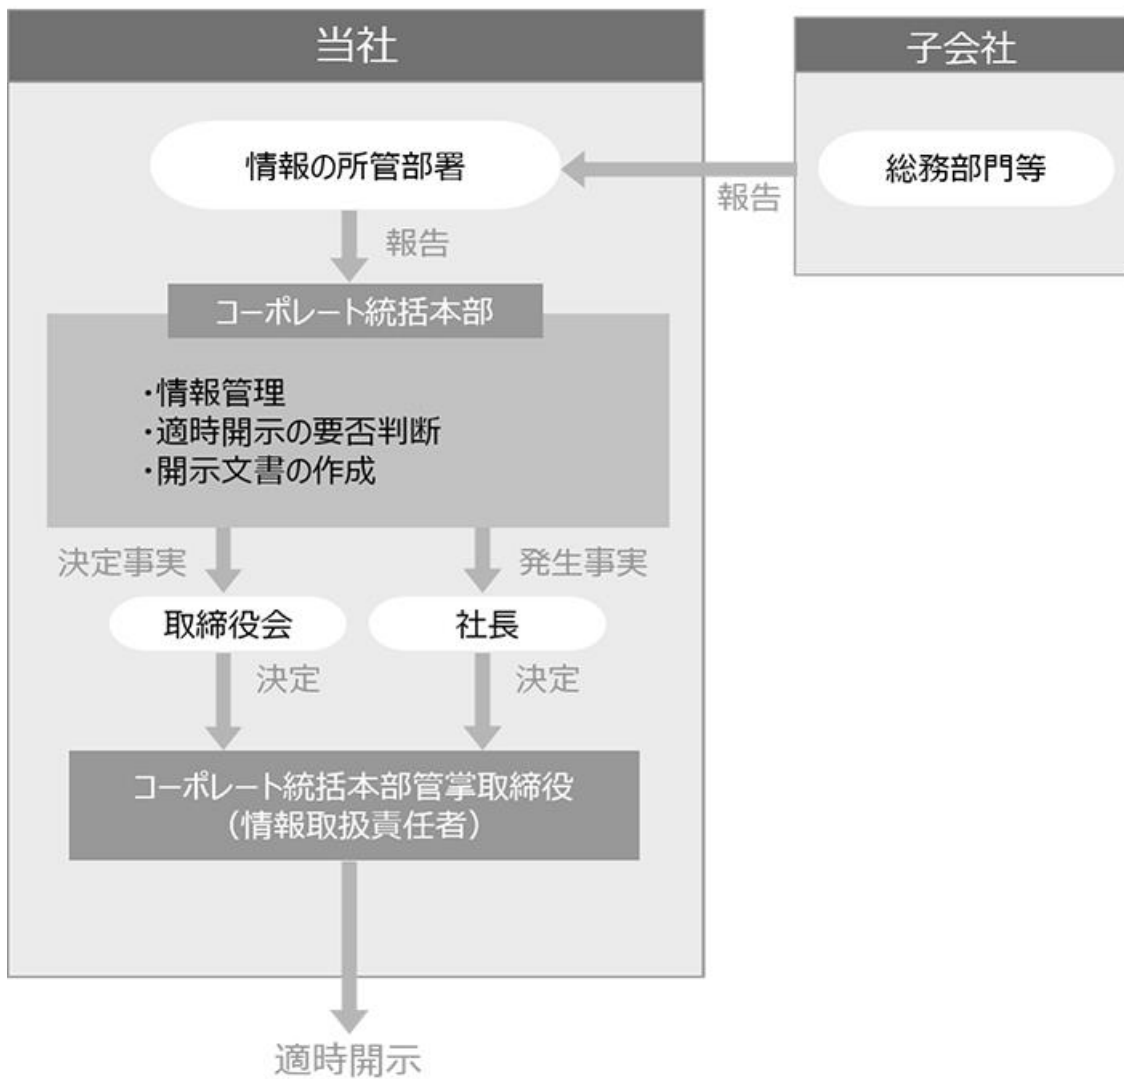 当社
子会社
情報の所管部署
総務部門等
報告
報告
コーポレート統括本部
・情報管理
・適時開示の要否判断
・開示文書の作成
決定事実
発生事実
取締役会
社長
決定
決定
コーポレート統括本部管掌取締役
（情報取扱責任者）
適時開示